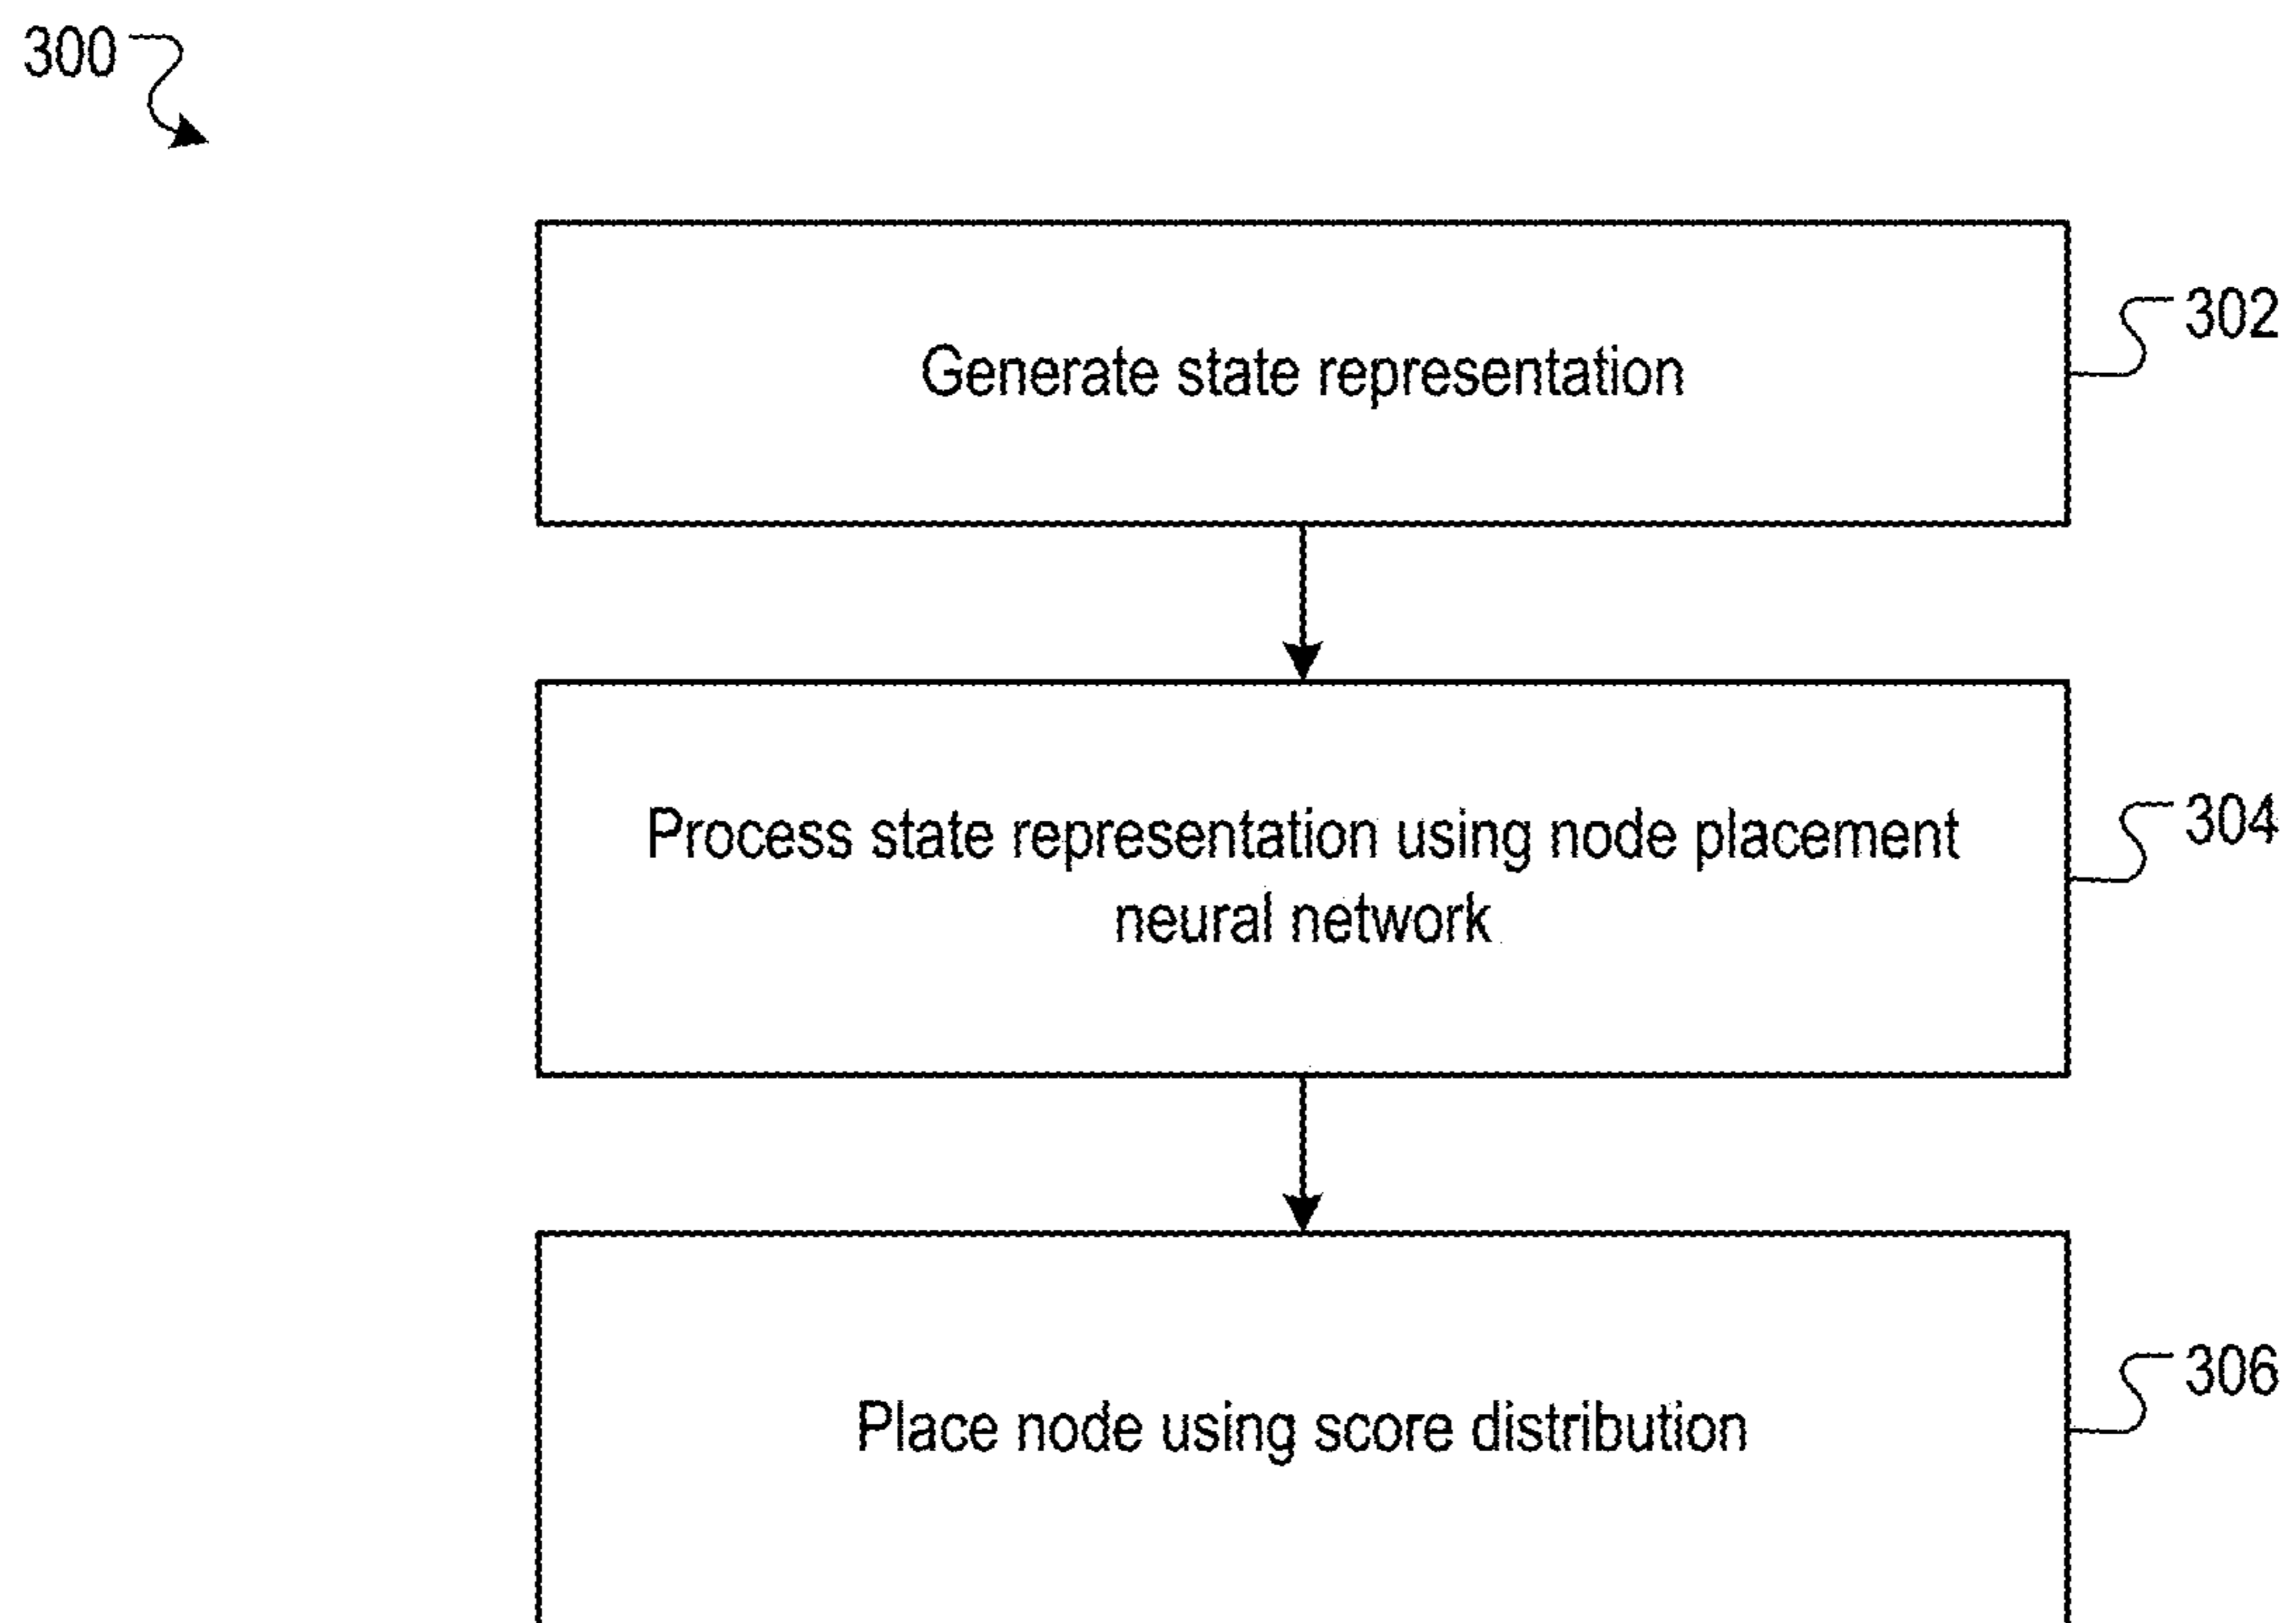 300
Generate state representation
302
Process state representation using node placement
neural network
304
Place node using score distribution
306